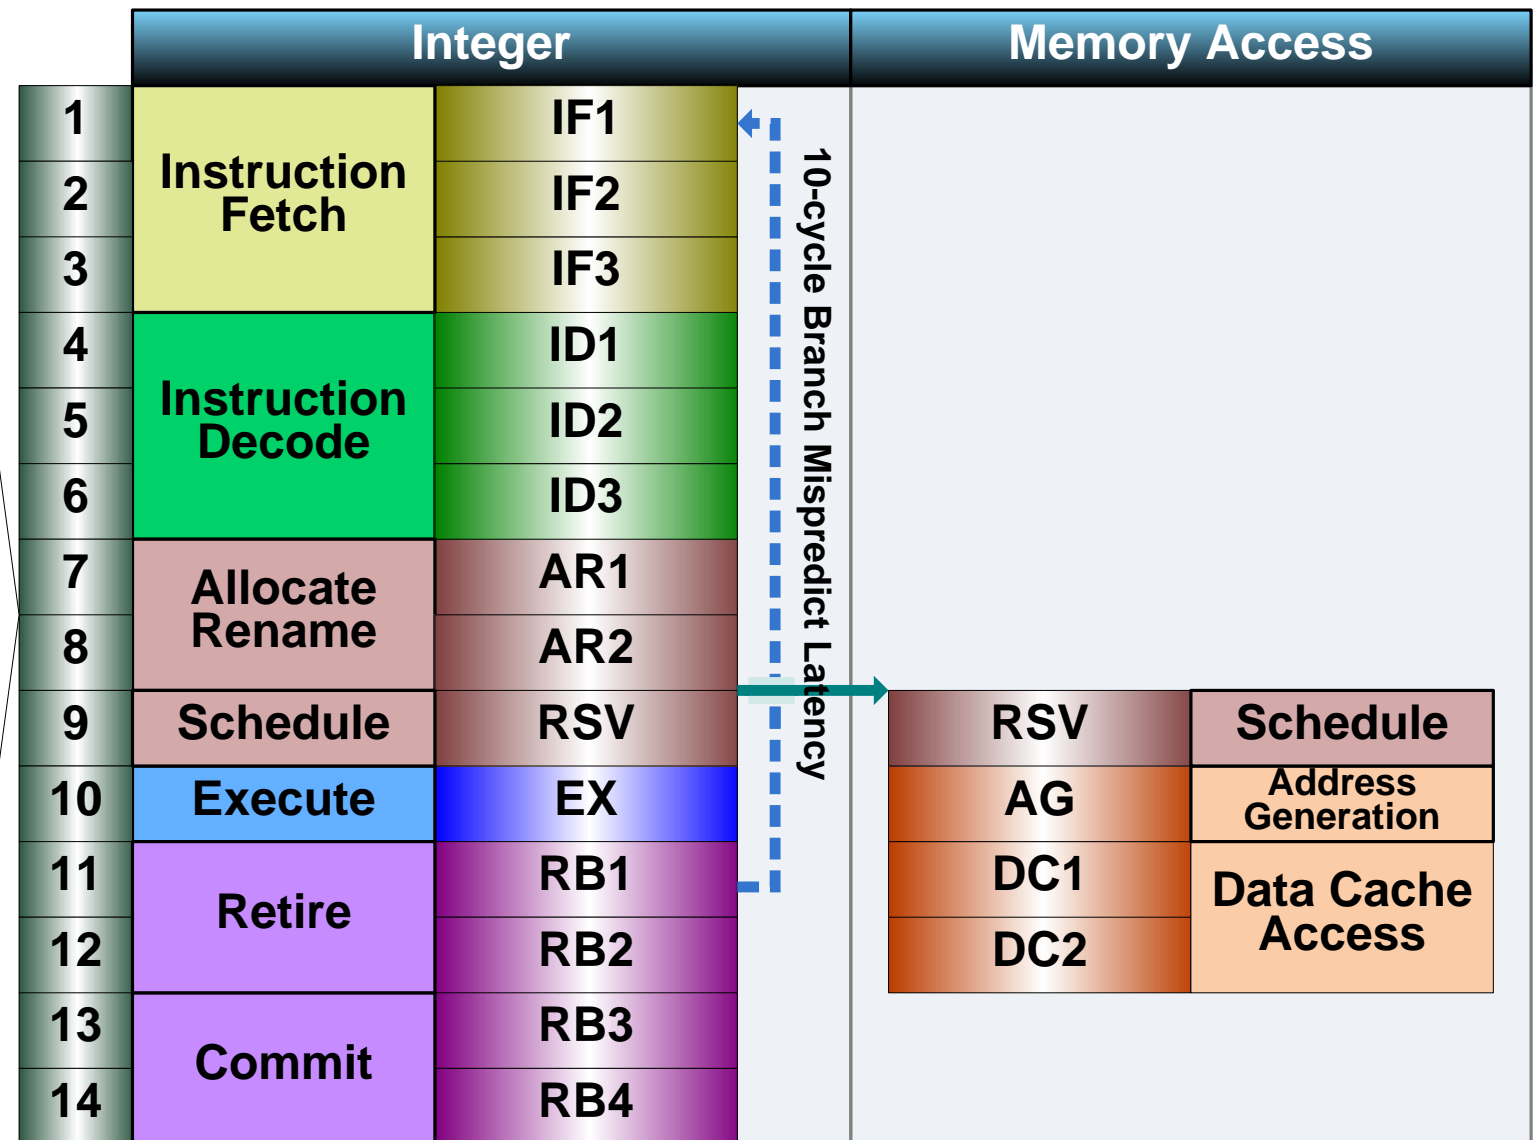 Integer
Memory Access
1
Instruction
Fetch
IF1
2
IF2
3
IF3
10-cycle Branch Mispredict Latency
4
Instruction
Decode
ID1
5
ID2
6
ID3
7
Allocate
Rename
AR1
8
AR2
9
Schedule
RSV
RSV
Schedule
10
Execute
EX
AG
Address
Generation
11
Retire
RB1
DC1
Data Cache
Access
12
RB2
DC2
13
Commit
RB3
14
RB4